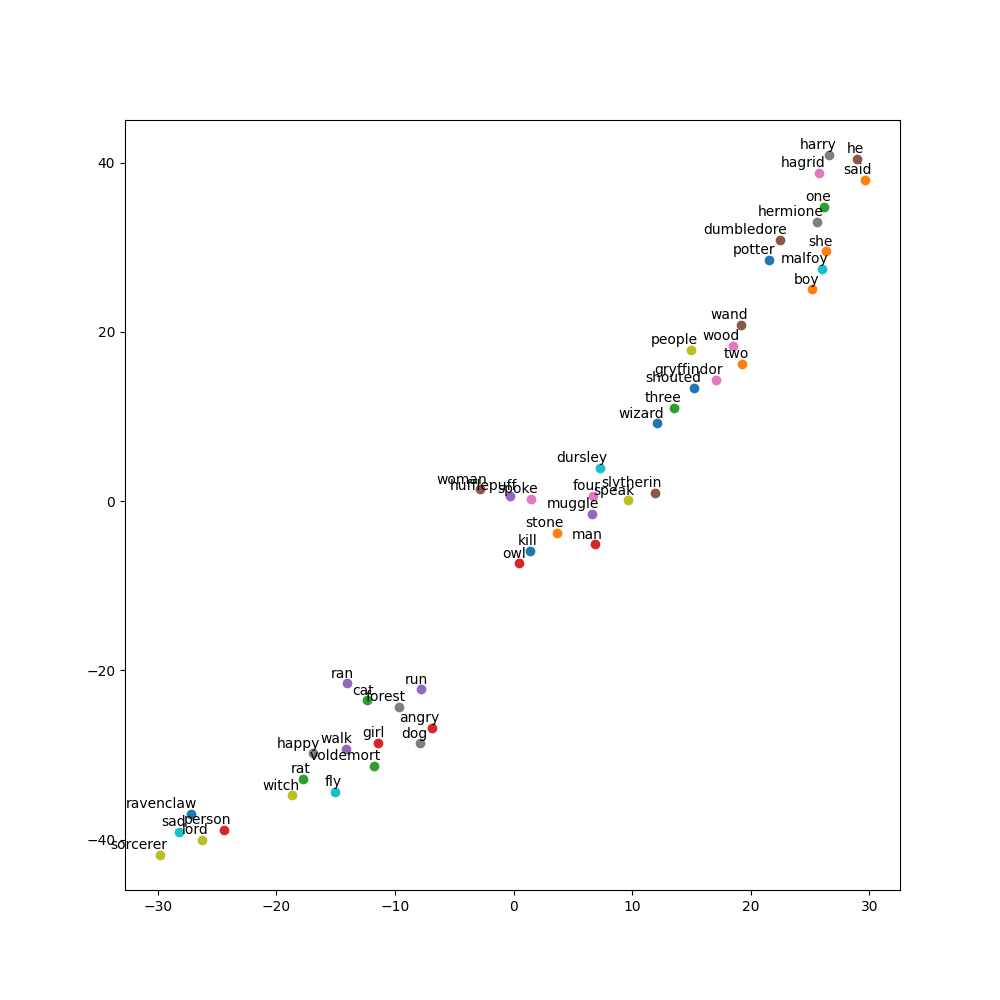 harry
he
hagrid
said
one
hermione
dumbledore
she
potter
malfoy
boy
wand
wood
people
two
gryffindor
shouted
three
wizard
dursley
woman
hufflepuff
spoke
four
slytherin
speak
muggle
stone
man
kill
owl
ran
run
cat
forest
angry
girl
dog
walk
happy
voldemort
rat
fly
witch
ravenclaw
person
sad
lord
sorcerer
40
20
0
−20
−40
−30
−20
−10
0
10
20
30